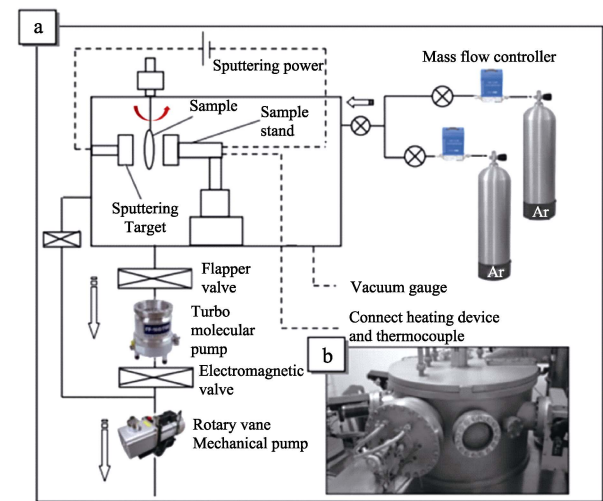 a
Sputtering power
Mass flow controller
Sample
Sample
stand
Sputtering
Target
Ar
Ar
Flapper
valve
Vacuum gauge
Turbo
molecular
pump
Connect heating device
and thermocouple
b
Electromagnetic
valve
Rotary vane
Mechanical pump